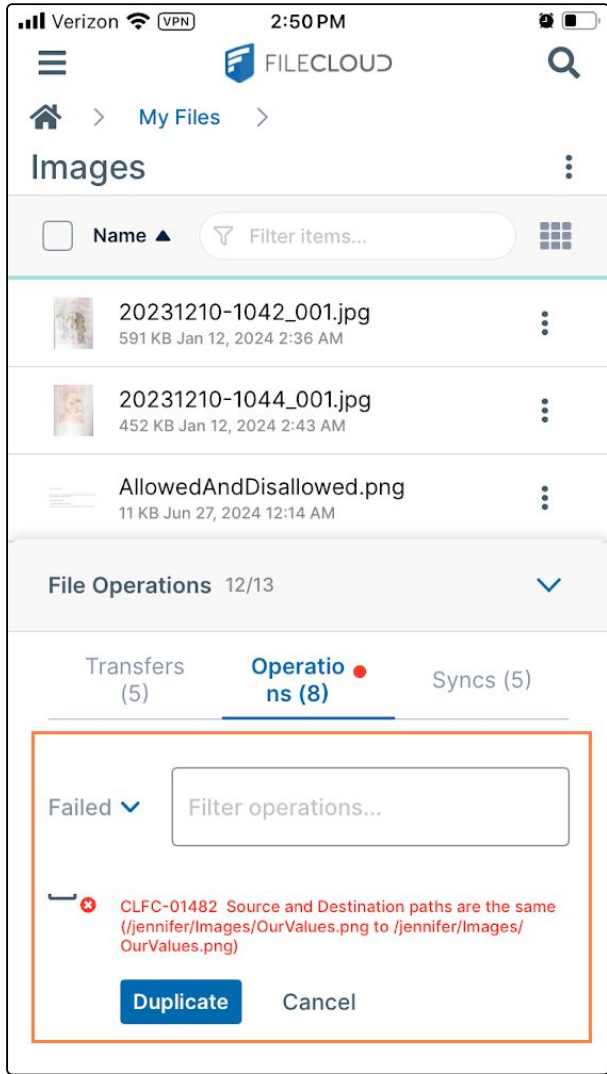 Verizon VPN 2:50 PM
FILECLOUD
> My Files >
Images
Name ▲ Filter items...
20231210-1042_001.jpg
591 KB Jan 12, 2024 2:36 AM
20231210-1044_001.jpg
452 KB Jan 12, 2024 2:43 AM
AllowedAndDisallowed.png
11 KB Jun 27, 2024 12:14 AM
File Operations 12/13
Transfers
(5)
Operatio
ns (8)
Syncs (5)
Failed Filter operations...
CLFC-01482 Source and Destination paths are the same
(/jennifer/Images/OurValues.png to /jennifer/Images/
OurValues.png)
Duplicate Cancel